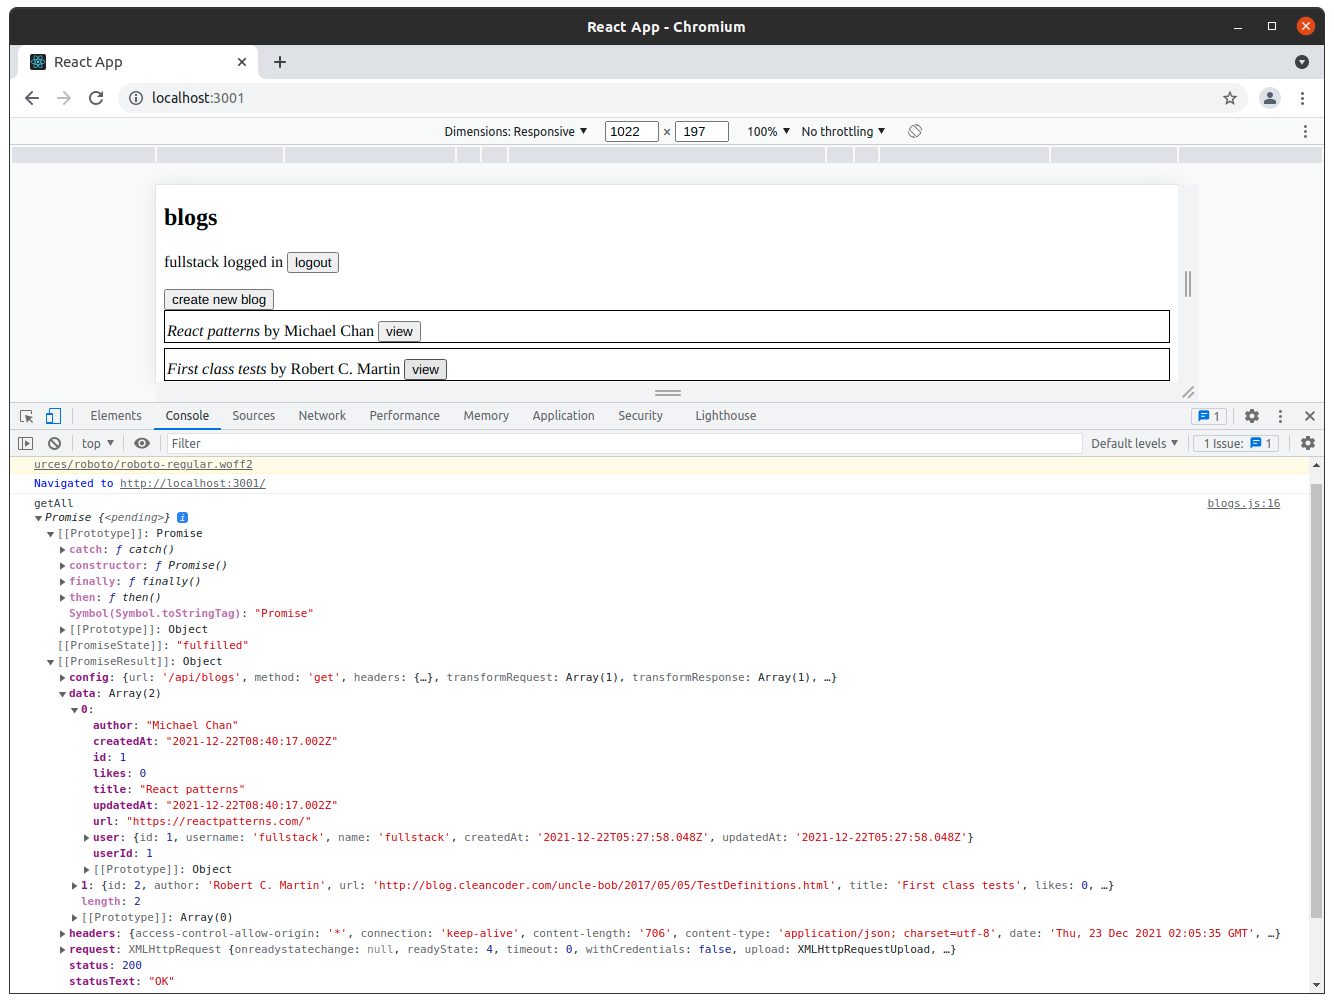 React App - Chromium
React App
localhost:3001
Dimensions: Responsive 1022 × 197 100% No throttling
blogs
fullstack logged in logout
create new blog
React patterns by Michael Chan view
First class tests by Robert C. Martin view
Elements Console Sources Network Performance Memory Application Security Lighthouse 1
top Filter Default levels 1 Issue: 1
urces/roboto/roboto-regular.woff2
Navigated to http://localhost:3001/
getAll blogs.js:16
Promise {<pending>} i
[[Prototype]]: Promise
catch: ƒ catch()
constructor: ƒ Promise()
finally: ƒ finally()
then: ƒ then()
Symbol(Symbol.toStringTag): "Promise"
[[Prototype]]: Object
[[PromiseState]]: "fulfilled"
[[PromiseResult]]: Object
config: {url: '/api/blogs', method: 'get', headers: {…}, transformRequest: Array(1), transformResponse: Array(1), …}
data: Array(2)
0:
author: "Michael Chan"
createdAt: "2021-12-22T08:40:17.002Z"
id: 1
likes: 0
title: "React patterns"
updatedAt: "2021-12-22T08:40:17.002Z"
url: "https://reactpatterns.com/"
user: {id: 1, username: 'fullstack', name: 'fullstack', createdAt: '2021-12-22T05:27:58.048Z', updatedAt: '2021-12-22T05:27:58.048Z'}
userId: 1
[[Prototype]]: Object
1: {id: 2, author: 'Robert C. Martin', url: 'http://blog.cleancoder.com/uncle-bob/2017/05/05/TestDefinitions.html', title: 'First class tests', likes: 0, …}
length: 2
[[Prototype]]: Array(0)
headers: {access-control-allow-origin: '*', connection: 'keep-alive', content-length: '706', content-type: 'application/json; charset=utf-8', date: 'Thu, 23 Dec 2021 02:05:35 GMT', …}
request: XMLHttpRequest {onreadystatechange: null, readyState: 4, timeout: 0, withCredentials: false, upload: XMLHttpRequestUpload, …}
status: 200
statusText: "OK"